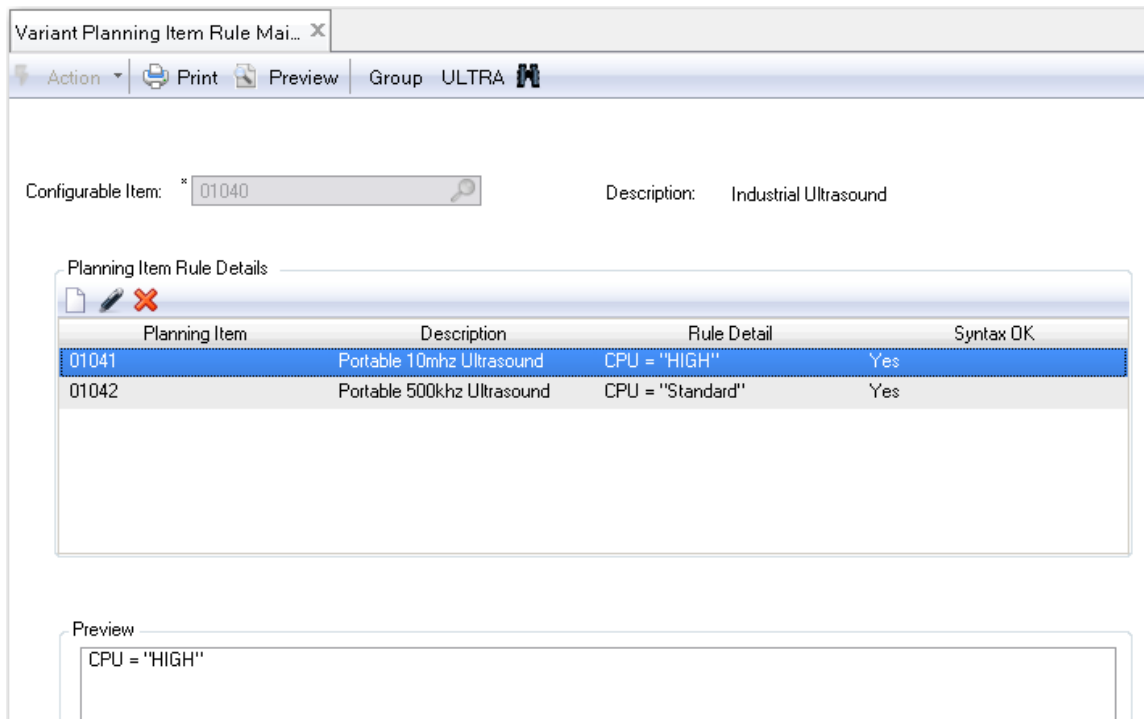 Variant Planning Item Rule Mai...
Action Print Preview Group ULTRA
Configurable Item: * 01040 Description: Industrial Ultrasound
Planning Item Rule Details
Planning Item Description Rule Detail Syntax OK
01041 Portable 10mhz Ultrasound CPU = "HIGH" Yes
01042 Portable 500khz Ultrasound CPU = "Standard" Yes
Preview
CPU = "HIGH"